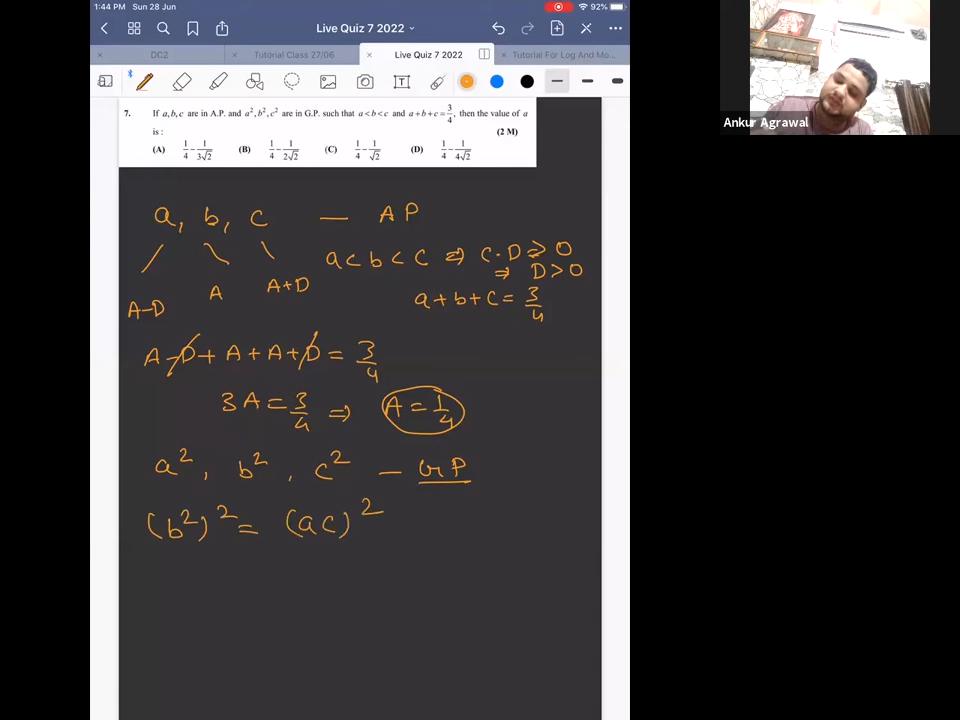 1:44 PM Sun 28 Jun
92%
Live Quiz 7 2022
DC2
Tutorial Class 27/06
Live Quiz 7 2022
Tutorial For Log And Mo...
7. If a,b,c are in A.P. and a²,b²,c² are in G.P. such that a<b<c and a+b+c=3/4, then the value of a
is : (2 M)
(A) 1/4 − 1/3√2 (B) 1/4 − 1/2√2 (C) 1/4 − 1/√2 (D) 1/4 − 1/4√2
a, b, c — AP
a < b < c ⇒ C·D ≥ 0
⇒ D > 0
A−D A A+D
a + b + c = 3/4
A − D + A + A + D = 3/4
3A = 3/4 ⇒ A = 1/4
a², b², c² — GP
(b²)² = (ac)²
Ankur Agrawal